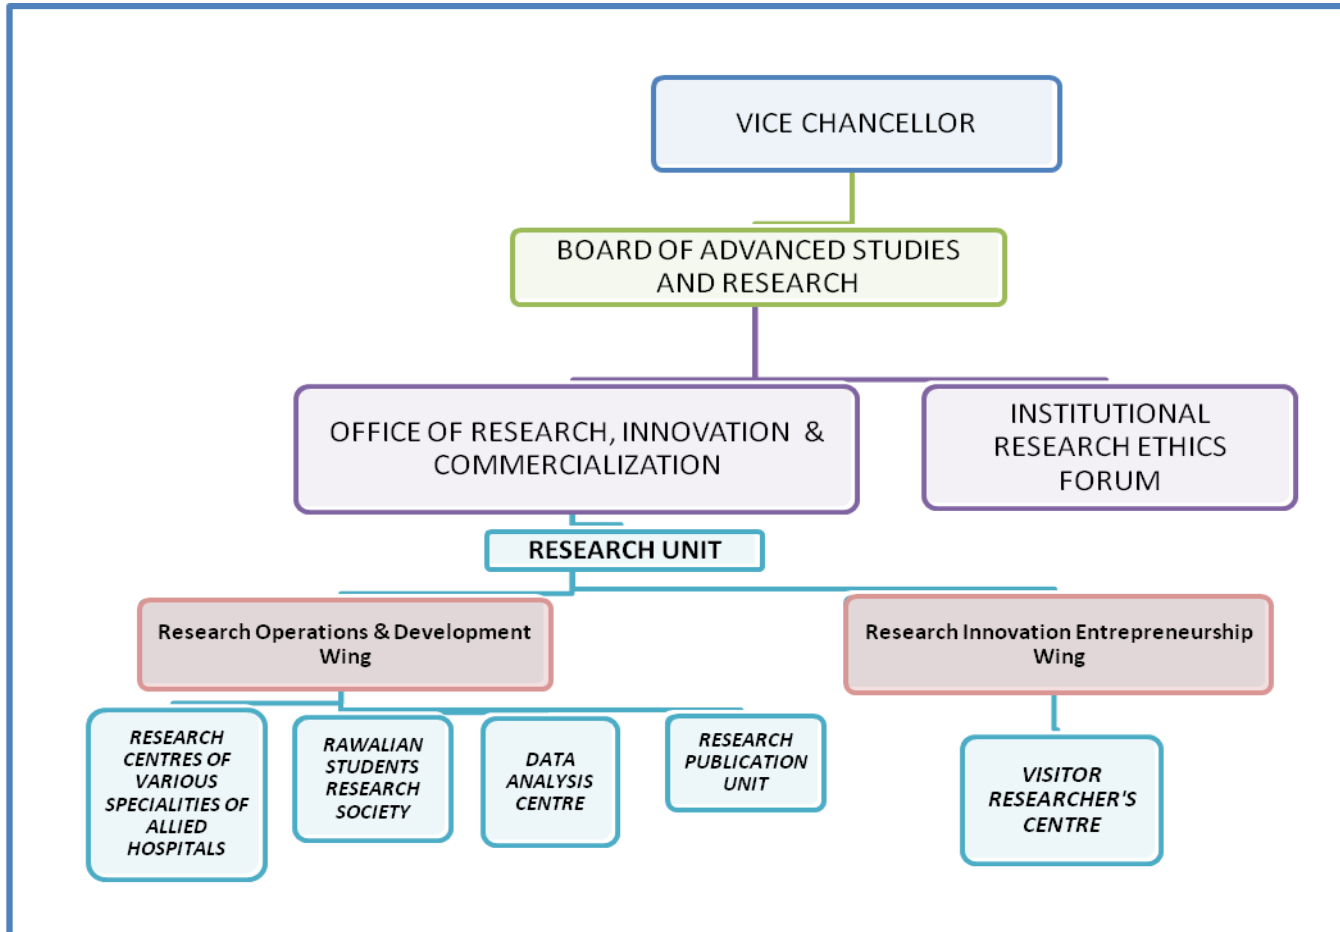 VICE CHANCELLOR
BOARD OF ADVANCED STUDIES
AND RESEARCH
OFFICE OF RESEARCH, INNOVATION &
COMMERCIALIZATION
INSTITUTIONAL
RESEARCH ETHICS
FORUM
RESEARCH UNIT
Research Operations & Development
Wing
Research Innovation Entrepreneurship
Wing
RESEARCH
CENTRES OF
VARIOUS
SPECIALITIES OF
ALLIED
HOSPITALS
RAWALIAN
STUDENTS
RESEARCH
SOCIETY
DATA
ANALYSIS
CENTRE
RESEARCH
PUBLICATION
UNIT
VISITOR
RESEARCHER'S
CENTRE